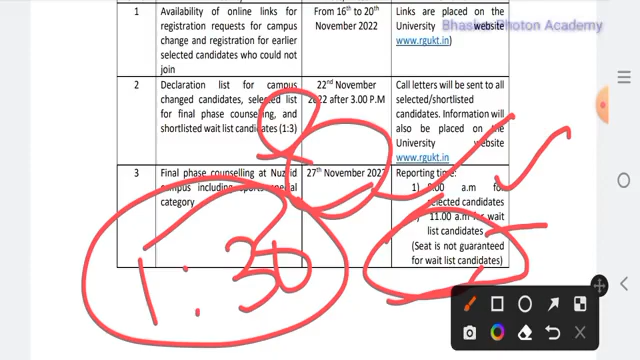 Bhaskar Photon Academy
1 Availability of online links for From 16th to 20th Links are placed on the
registration requests for campus November 2022 University website
change and registration for earlier www.rgukt.in)
selected candidates who could not
join
2 Declaration list for campus 22nd November Call letters will be sent to all
changed candidates, selected list 2022 after 3.00 P.M selected/shortlisted
for final phase counseling, and candidates. Information will
shortlisted wait list candidates (1:3) also be placed on the
University website
www.rgukt.in
3 Final phase counselling at Nuzvid 27th November 2022 Reporting time:
campus including sports special 1) 9.00 a.m for
category selected candidates
11.00 a.m for wait
list candidates
(Seat is not guaranteed
for wait list candidates)
1:30